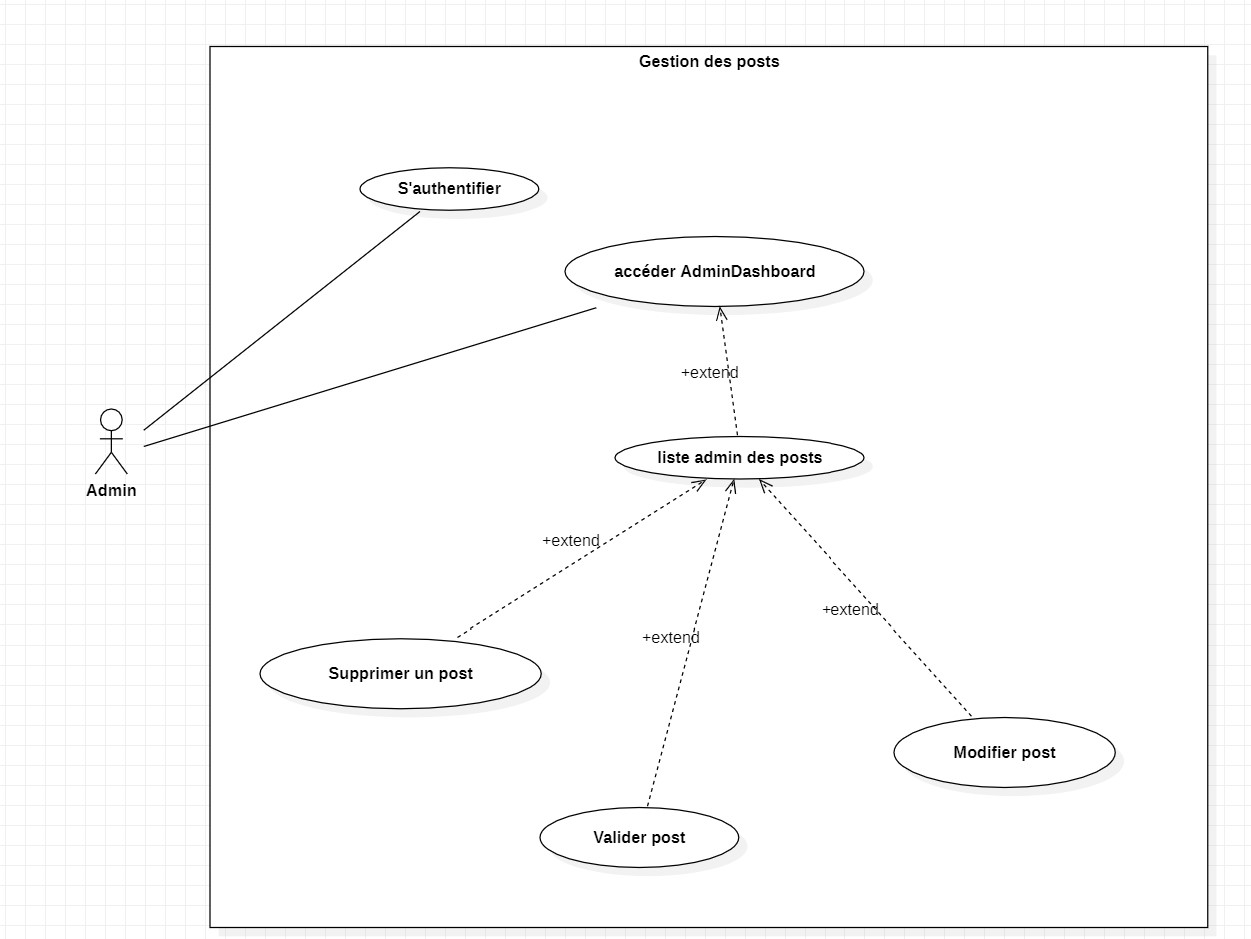 Gestion des posts
S'authentifier
accéder AdminDashboard
+extend
liste admin des posts
Admin
+extend
+extend
+extend
Supprimer un post
Modifier post
Valider post